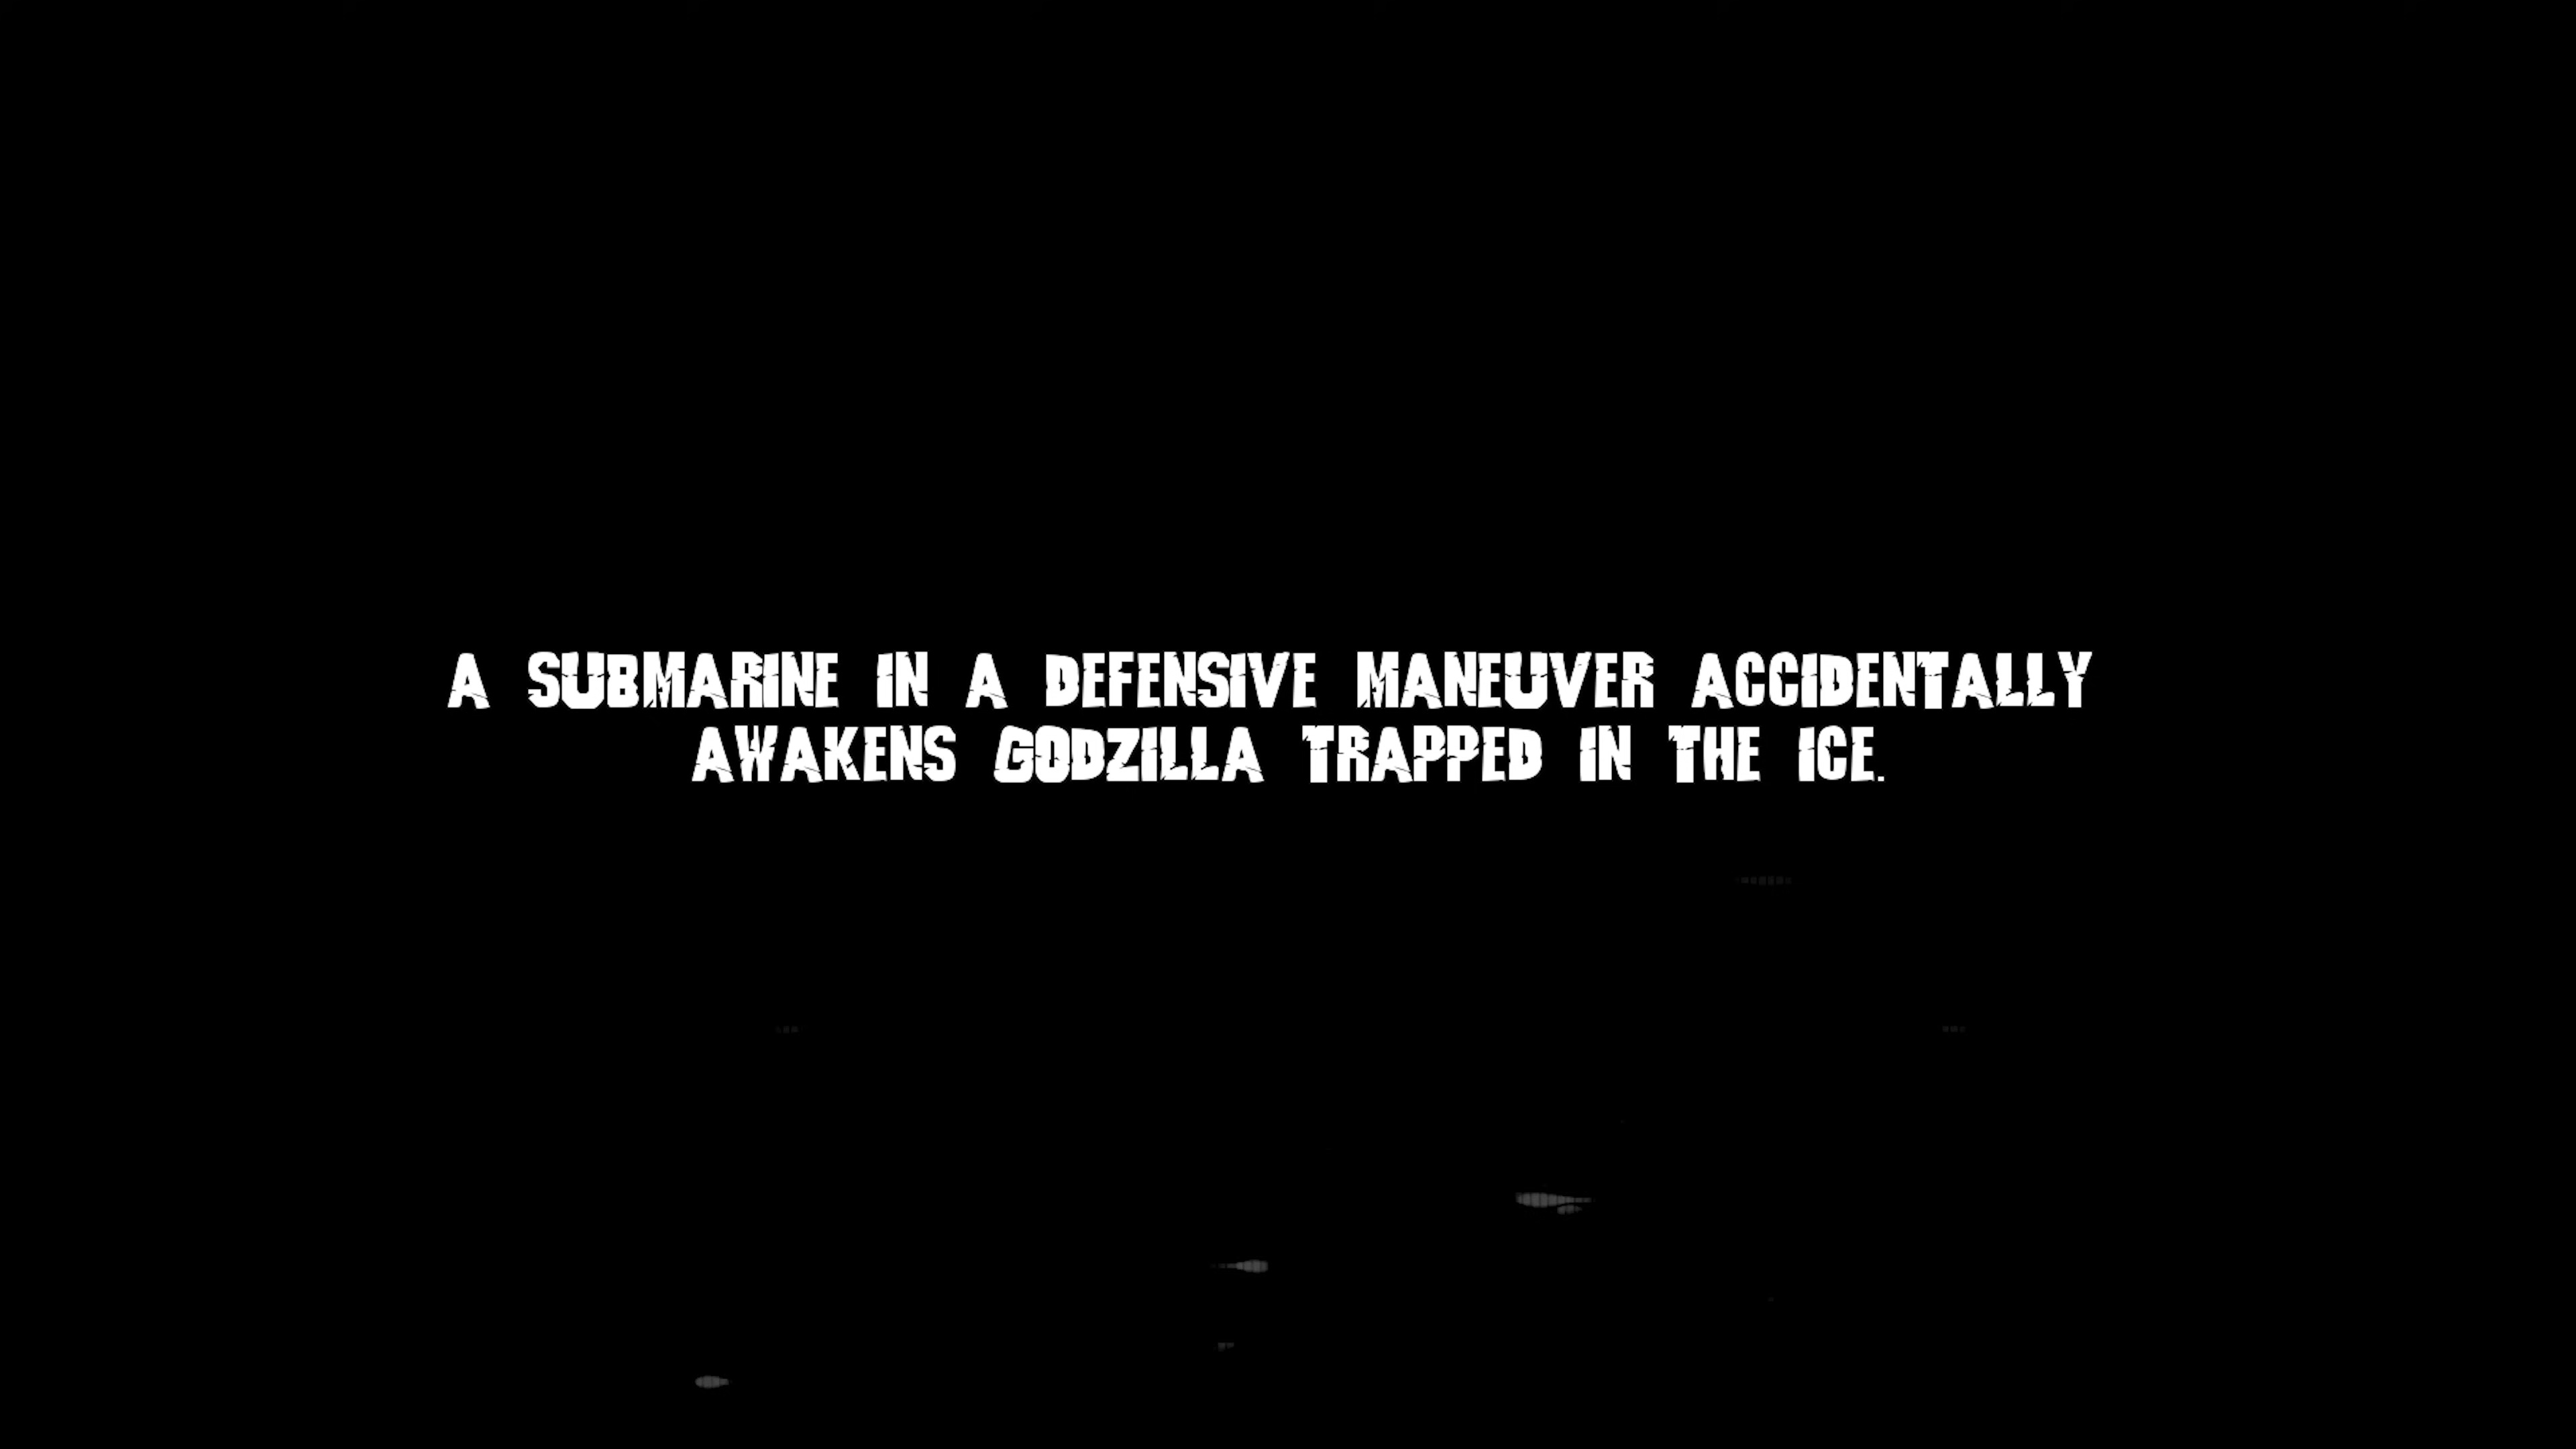 A SUBMARINE IN A DEFENSIVE MANEUVER ACCIDENTALLY
AWAKENS GODZILLA TRAPPED IN THE ICE.